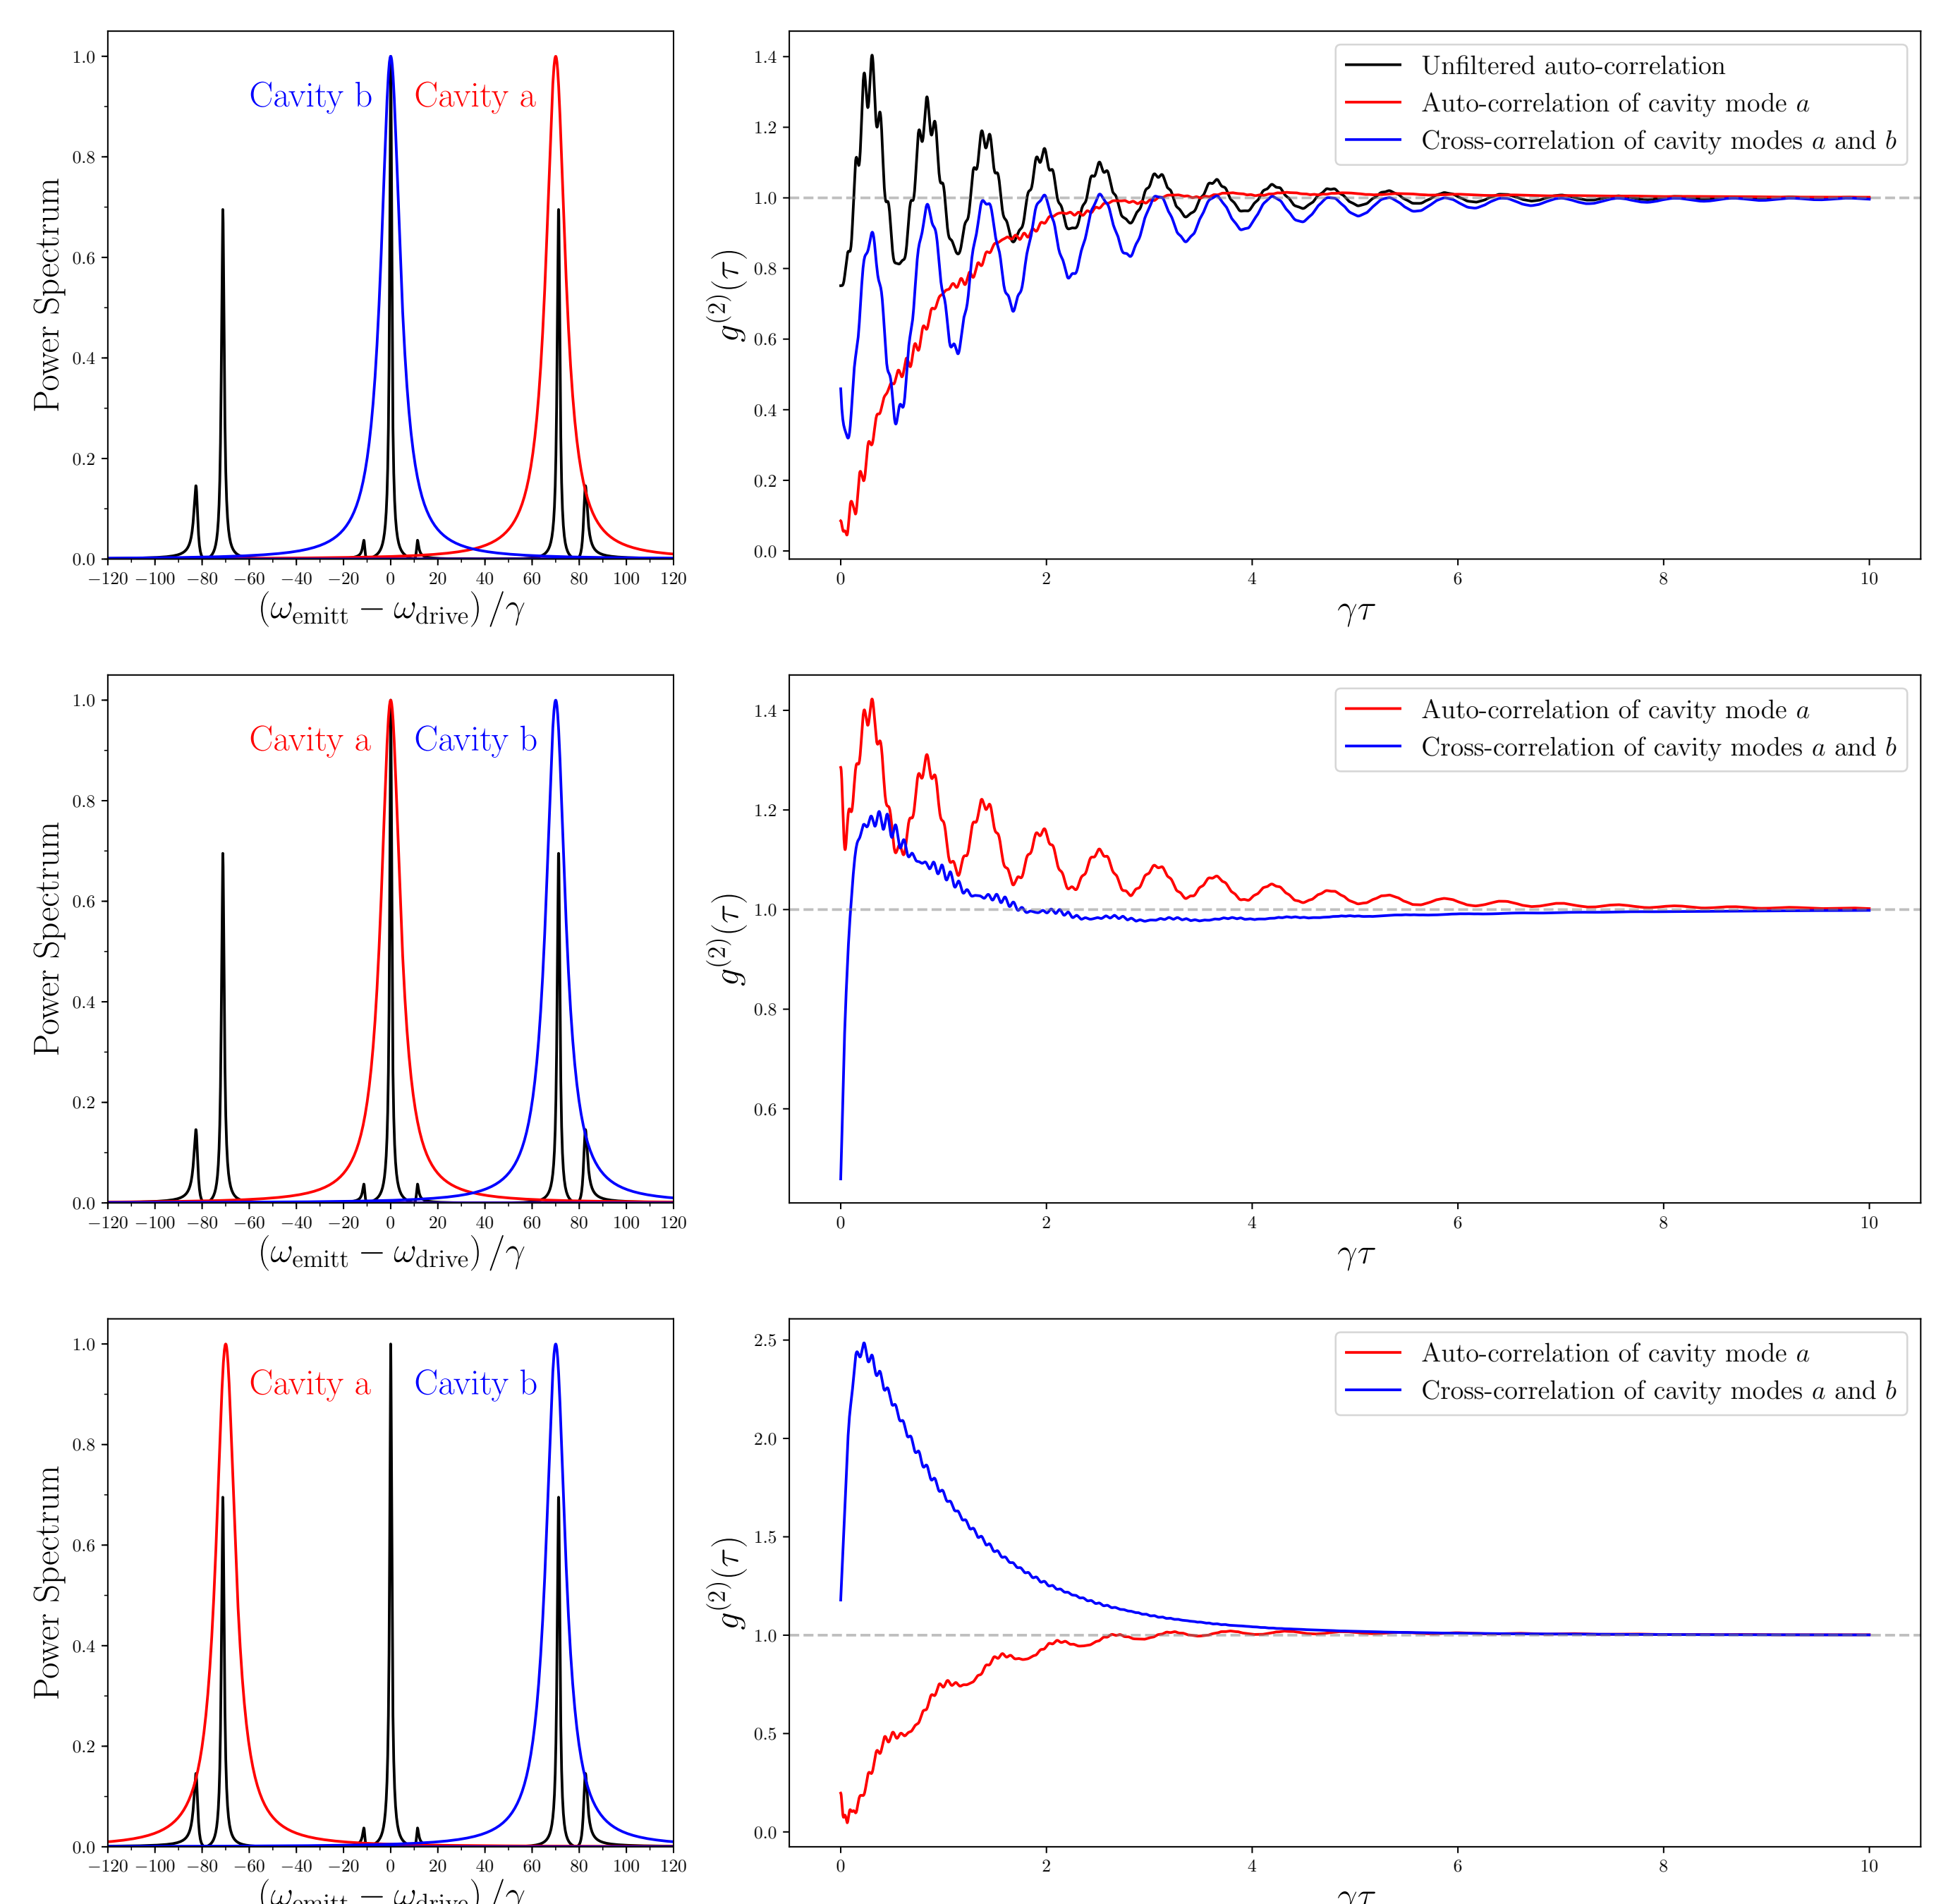 1.0
0.8
0.6
0.4
0.2
0.0
Power Spectrum
Cavity b
Cavity a
−120 −100 −80 −60 −40 −20 0 20 40 60 80 100 120
(ω_emitt − ω_drive) / γ
1.4
1.2
1.0
0.8
0.6
0.4
0.2
0.0
g^(2)(τ)
Unfiltered auto-correlation
Auto-correlation of cavity mode a
Cross-correlation of cavity modes a and b
0 2 4 6 8 10
γτ
1.0
0.8
0.6
0.4
0.2
0.0
Power Spectrum
Cavity a
Cavity b
−120 −100 −80 −60 −40 −20 0 20 40 60 80 100 120
(ω_emitt − ω_drive) / γ
1.4
1.2
1.0
0.8
0.6
g^(2)(τ)
Auto-correlation of cavity mode a
Cross-correlation of cavity modes a and b
0 2 4 6 8 10
γτ
1.0
0.8
0.6
0.4
0.2
0.0
Power Spectrum
Cavity a
Cavity b
−120 −100 −80 −60 −40 −20 0 20 40 60 80 100 120
(ω_emitt − ω_drive) / γ
2.5
2.0
1.5
1.0
0.5
0.0
g^(2)(τ)
Auto-correlation of cavity mode a
Cross-correlation of cavity modes a and b
0 2 4 6 8 10
γτ